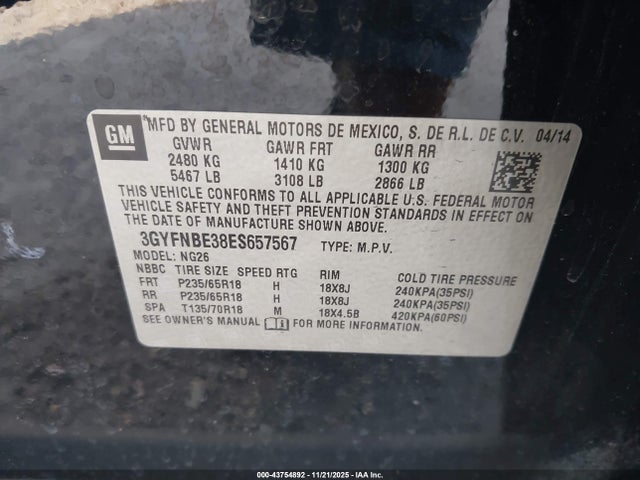 GM *MFD BY GENERAL MOTORS DE MEXICO, S. DE R.L. DE C.V. 04/14
GVWR GAWR FRT GAWR RR
2480 KG 1410 KG 1300 KG
5467 LB 3108 LB 2866 LB
THIS VEHICLE CONFORMS TO ALL APPLICABLE U.S. FEDERAL MOTOR
VEHICLE SAFETY AND THEFT PREVENTION STANDARDS IN EFFECT ON
THE DATE OF MANUFACTURE SHOWN ABOVE.
3GYFNBE38ES657567 TYPE: M.P.V.
MODEL: NG26
NBBC TIRE SIZE SPEED RTG RIM COLD TIRE PRESSURE
FRT P235/65R18 H 18X8J 240KPA(35PSI)
RR P235/65R18 H 18X8J 240KPA(35PSI)
SPA T135/70R18 M 18X4.5B 420KPA(60PSI)
SEE OWNER'S MANUAL FOR MORE INFORMATION.
000-43754892 11/21/2025 IAA Inc.